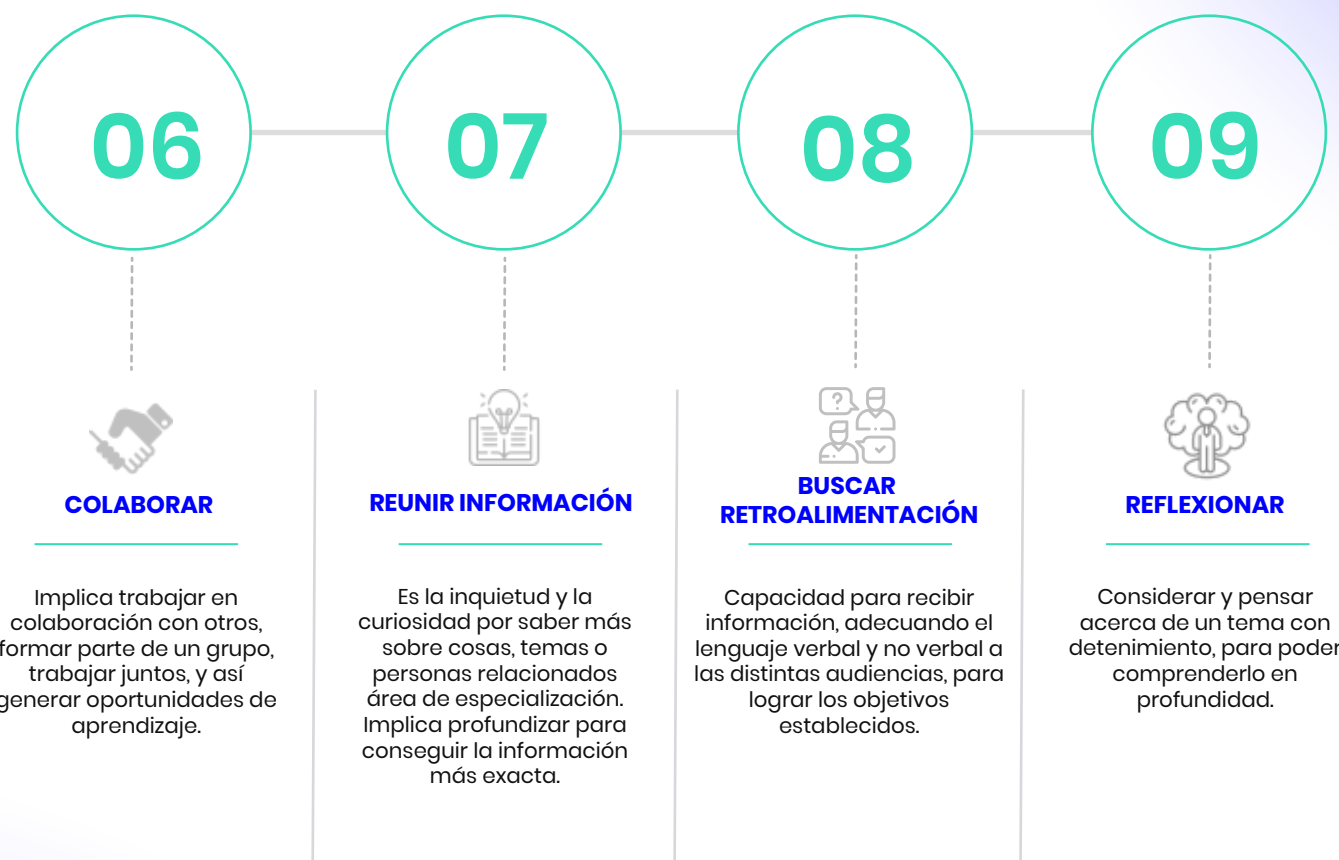 06
07
08
09
COLABORAR
Implica trabajar en
colaboración con otros,
formar parte de un grupo,
trabajar juntos, y así
generar oportunidades de
aprendizaje.
REUNIR INFORMACIÓN
Es la inquietud y la
curiosidad por saber más
sobre cosas, temas o
personas relacionados
área de especialización.
Implica profundizar para
conseguir la información
más exacta.
BUSCAR
RETROALIMENTACIÓN
Capacidad para recibir
información, adecuando el
lenguaje verbal y no verbal a
las distintas audiencias, para
lograr los objetivos
establecidos.
REFLEXIONAR
Considerar y pensar
acerca de un tema con
detenimiento, para poder
comprenderlo en
profundidad.